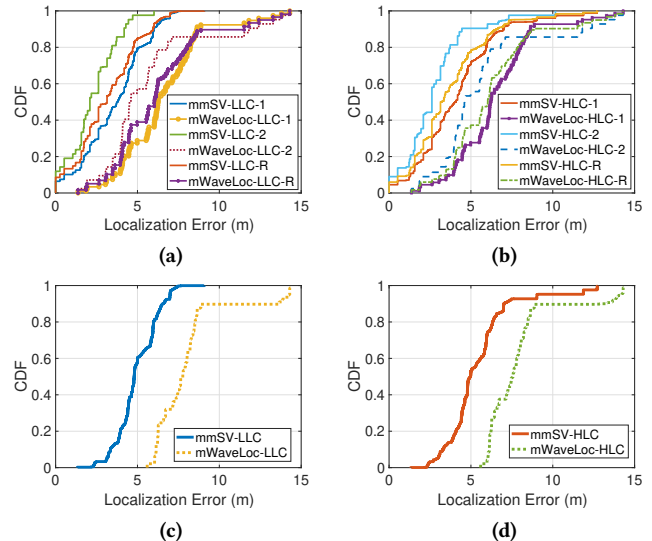 1
0.8
0.6
0.4
0.2
0
CDF
mmSV-LLC-1
mWaveLoc-LLC-1
mmSV-LLC-2
mWaveLoc-LLC-2
mmSV-LLC-R
mWaveLoc-LLC-R
0 5 10 15
Localization Error (m)
(a)
1
0.8
0.6
0.4
0.2
0
CDF
mmSV-HLC-1
mWaveLoc-HLC-1
mmSV-HLC-2
mWaveLoc-HLC-2
mmSV-HLC-R
mWaveLoc-HLC-R
0 5 10 15
Localization Error (m)
(b)
1
0.8
0.6
0.4
0.2
0
CDF
mmSV-LLC
mWaveLoc-LLC
0 5 10 15
Localization Error (m)
(c)
1
0.8
0.6
0.4
0.2
0
CDF
mmSV-HLC
mWaveLoc-HLC
0 5 10 15
Localization Error (m)
(d)